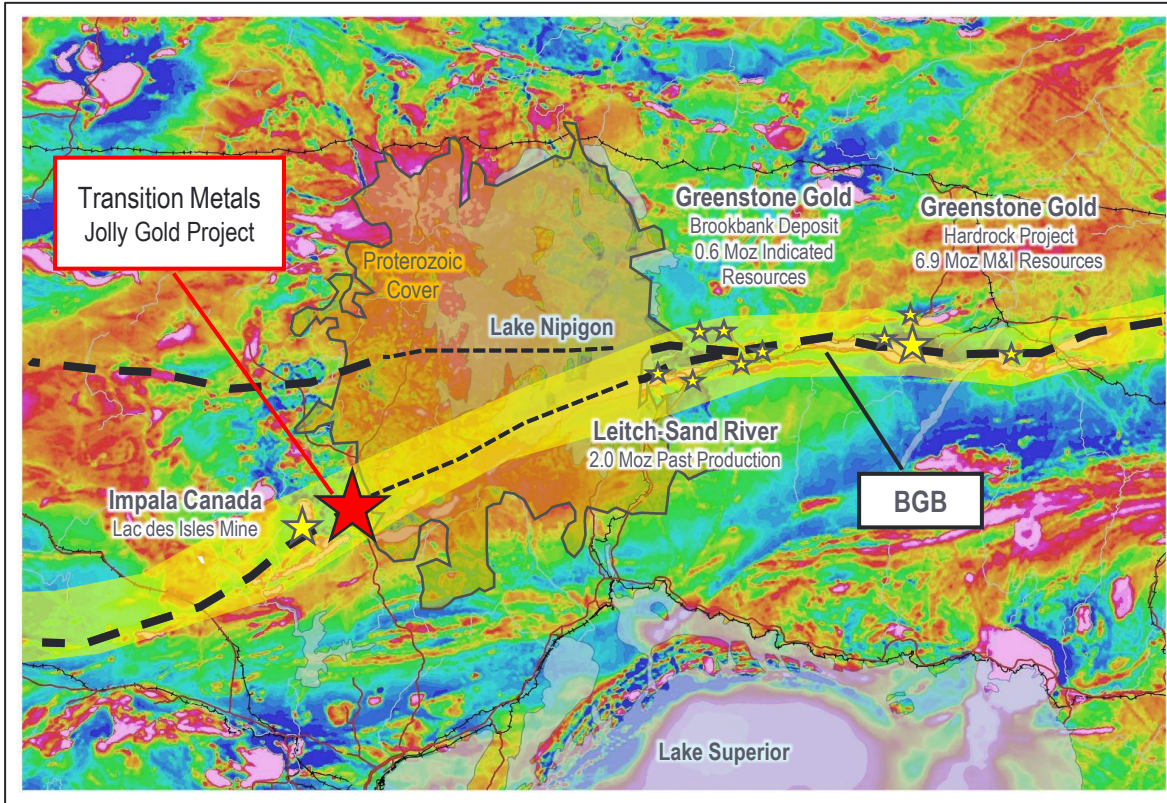 Transition Metals
Jolly Gold Project
Proterozoic
Cover
Lake Nipigon
Greenstone Gold
Brookbank Deposit
0.6 Moz Indicated
Resources
Greenstone Gold
Hardrock Project
6.9 Moz M&I Resources
Leitch-Sand River
2.0 Moz Past Production
BGB
Impala Canada
Lac des Isles Mine
Lake Superior